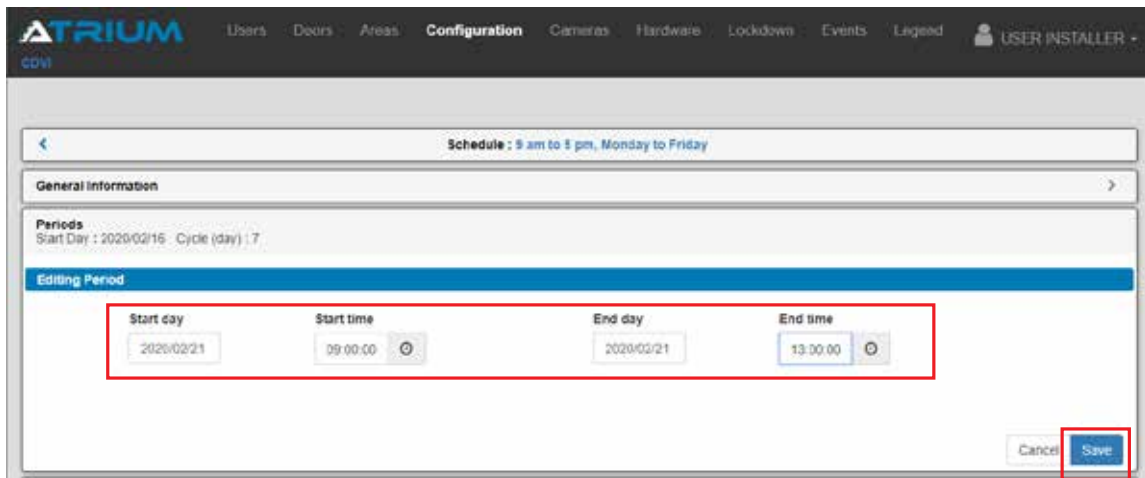 ATRIUM Users Doors Areas Configuration Cameras Hardware Lockdown Events Legend USER INSTALLER
CDVI
Schedule : 9 am to 5 pm, Monday to Friday
General Information
Periods
Start Day : 2020/02/16 Cycle (day) : 7
Editing Period
Start day Start time End day End time
2020/02/21 09:00:00 2020/02/21 13:00:00
Cancel Save